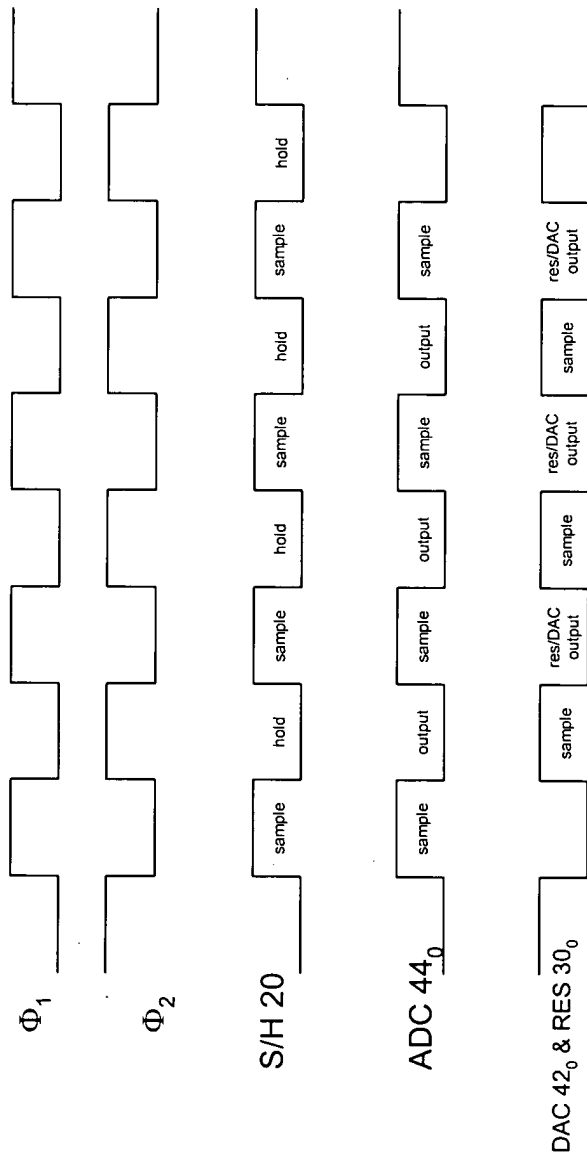 Φ₁
Φ₂
S/H 20
sample
hold
sample
hold
sample
hold
sample
hold
ADC 44₀
sample
output
sample
output
sample
output
sample
DAC 42₀ & RES 30₀
sample
res/DAC
output
sample
res/DAC
output
sample
res/DAC
output